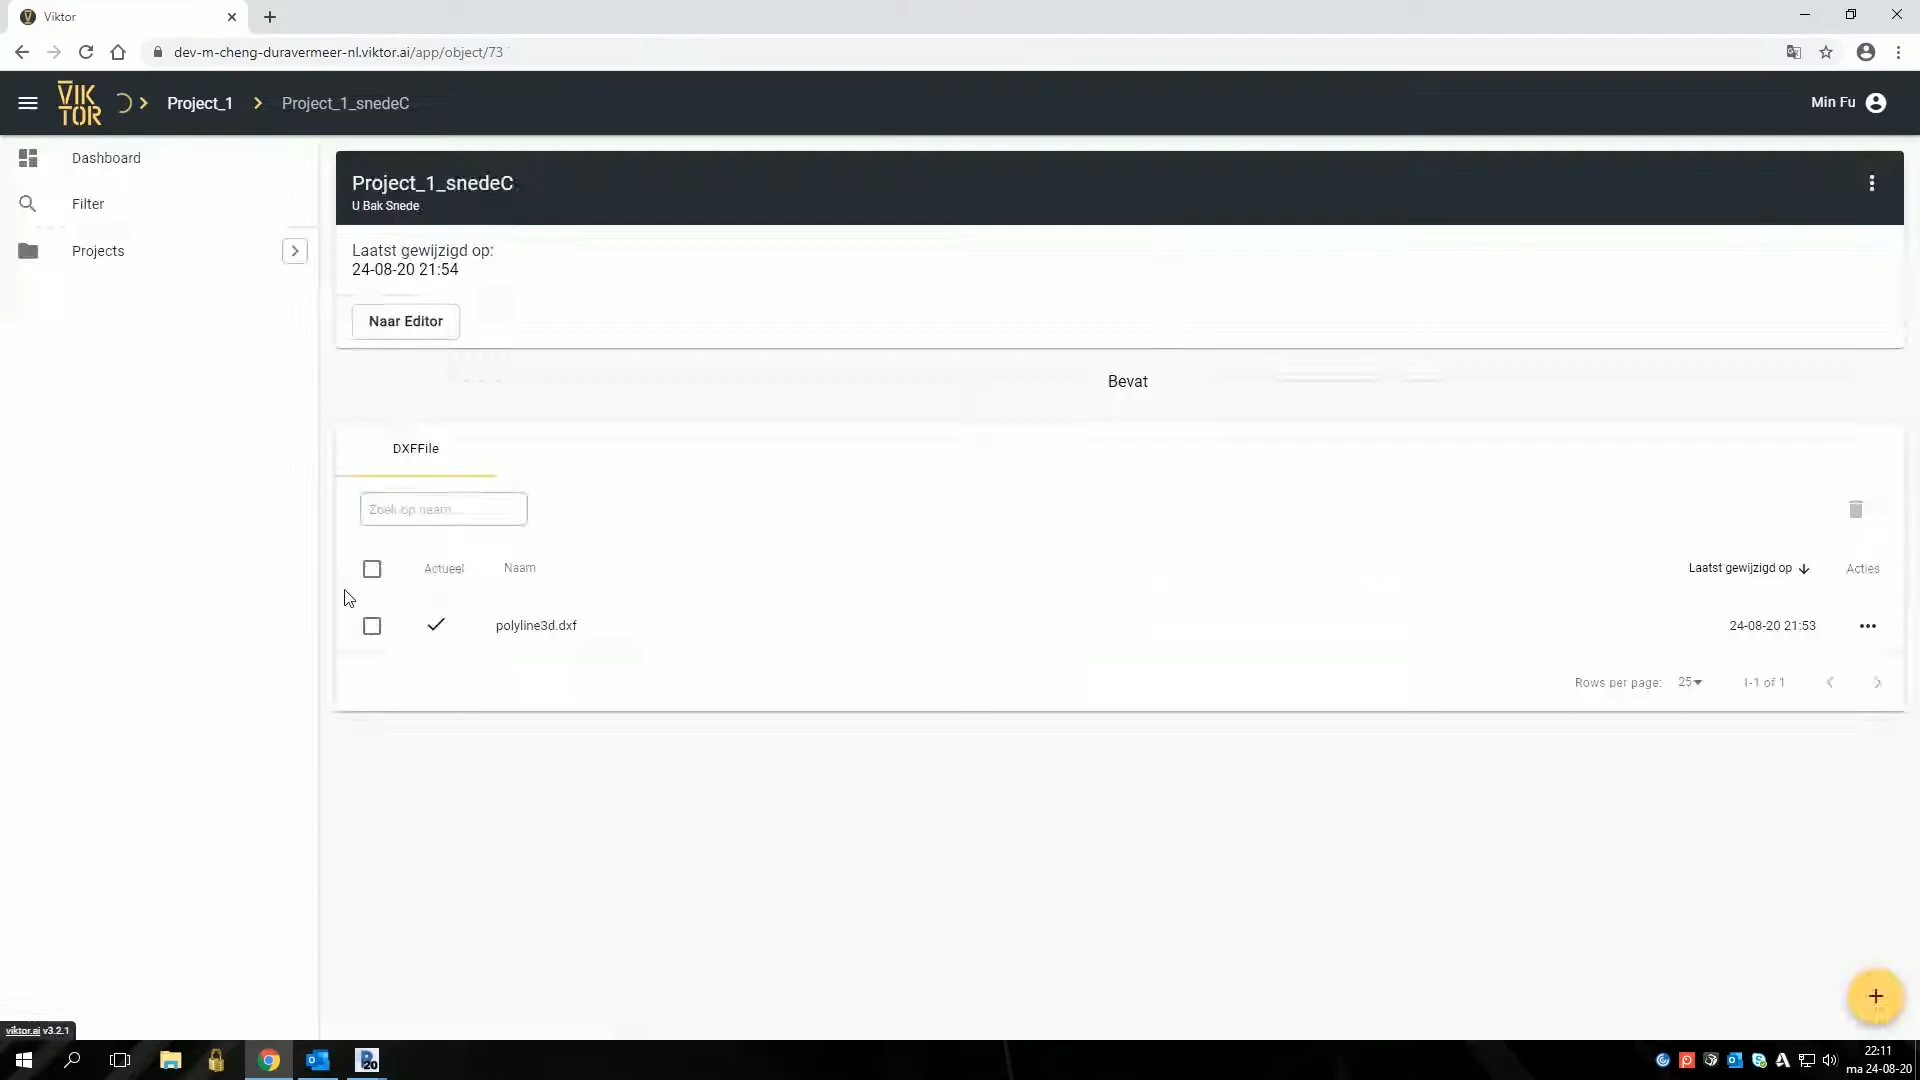 Viktor
dev-m-cheng-duravermeer-nl.viktor.ai/app/object/73
VIKTOR
Project_1
Project_1_snedeC
Min Fu
Dashboard
Filter
Projects
Project_1_snedeC
U Bak Snede
Laatst gewijzigd op:
24-08-20 21:54
Naar Editor
Bevat
DXFFile
Zoek op naam...
Actueel
Naam
Laatst gewijzigd op
Acties
polyline3d.dxf
24-08-20 21:53
Rows per page: 25
1-1 of 1
viktor.ai v3.2.1
20
22:11
ma 24-08-20